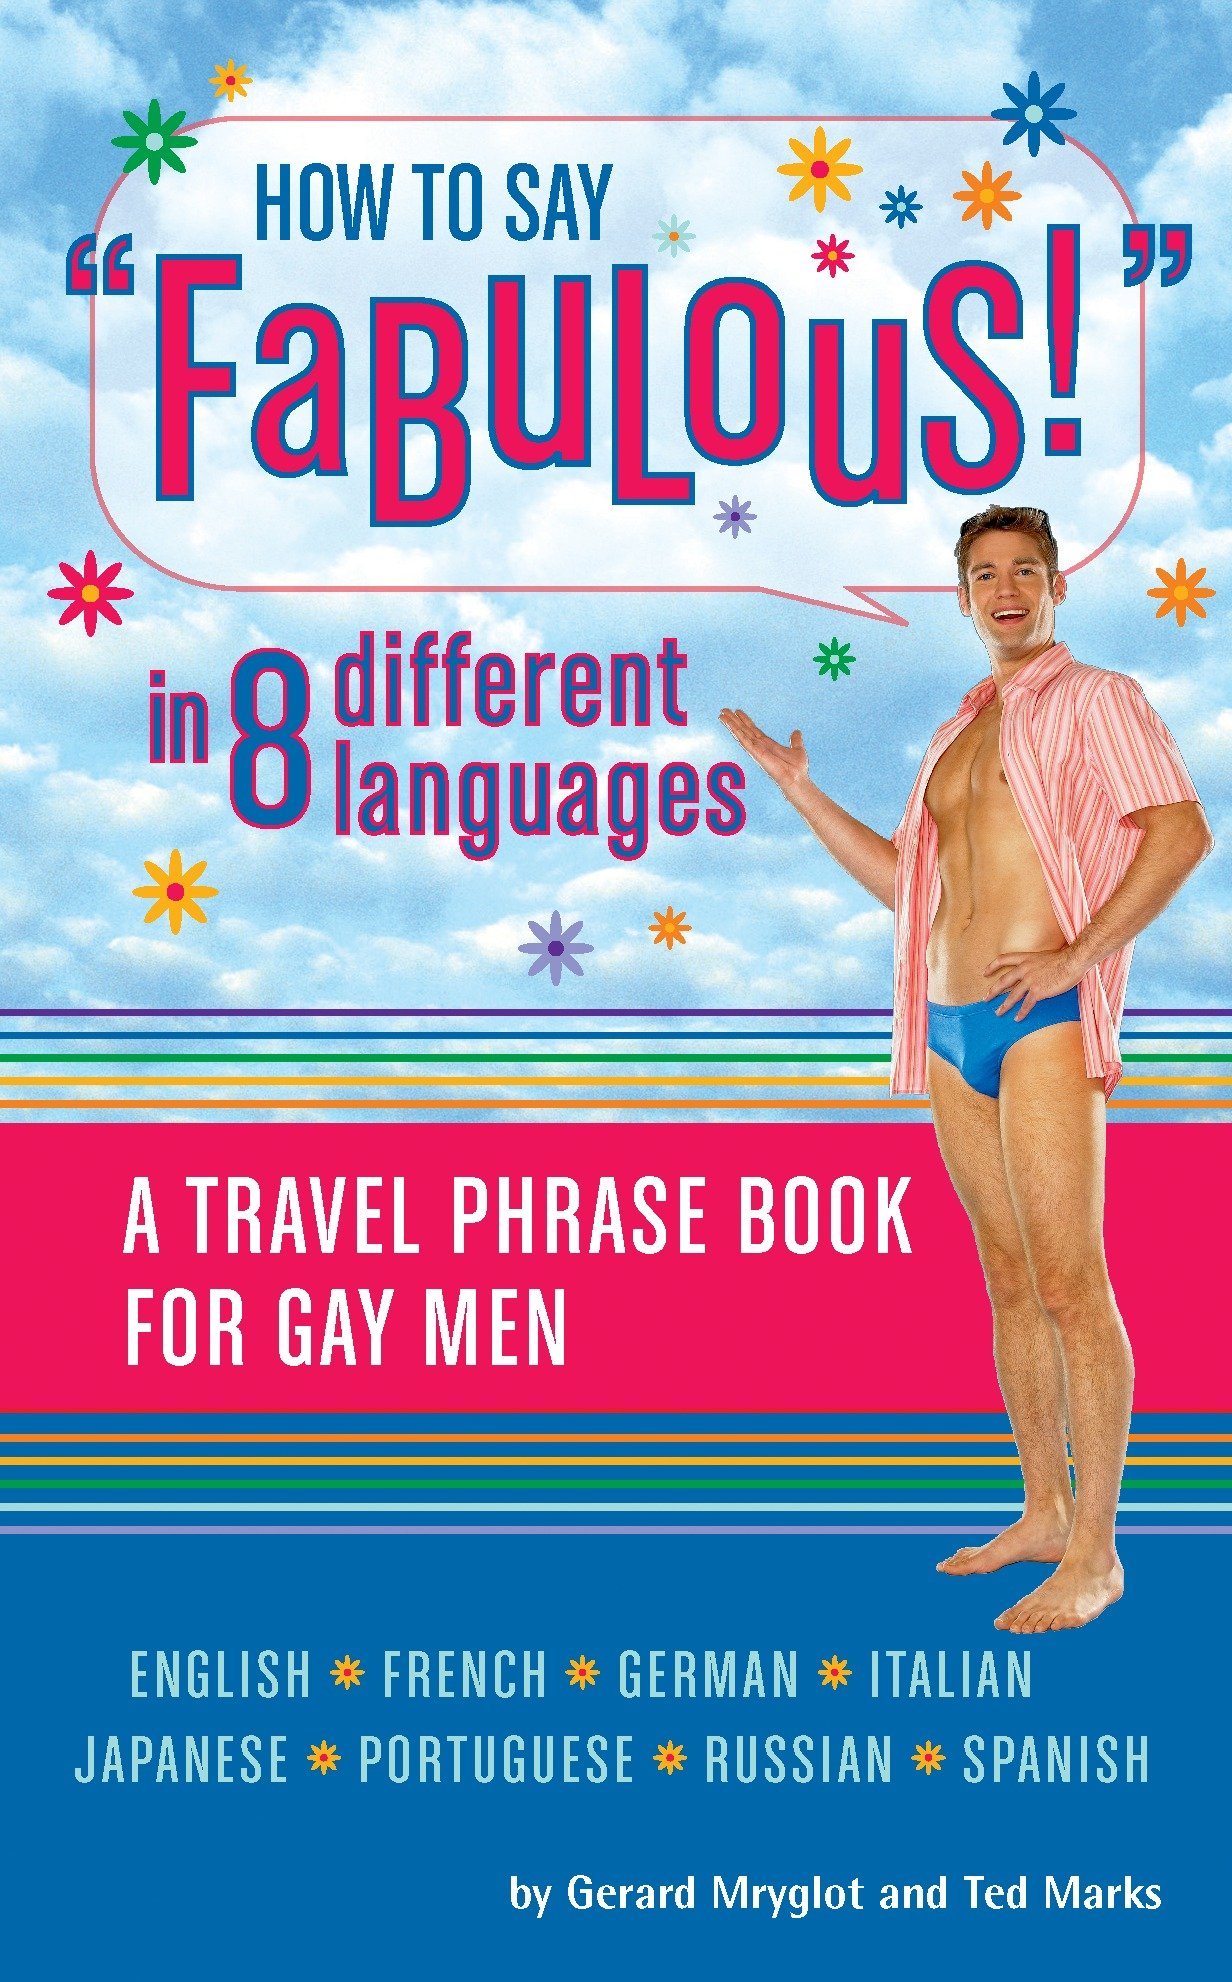 HOW TO SAY
“FaBuLouS!”
in 8 different
languages
A TRAVEL PHRASE BOOK
FOR GAY MEN
ENGLISH FRENCH GERMAN ITALIAN
JAPANESE PORTUGUESE RUSSIAN SPANISH
by Gerard Mryglot and Ted Marks